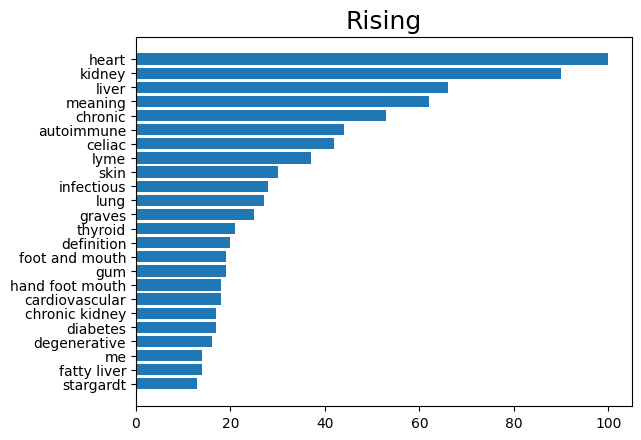 Rising
heart
kidney
liver
meaning
chronic
autoimmune
celiac
lyme
skin
infectious
lung
graves
thyroid
definition
foot and mouth
gum
hand foot mouth
cardiovascular
chronic kidney
diabetes
degenerative
me
fatty liver
stargardt
0 20 40 60 80 100